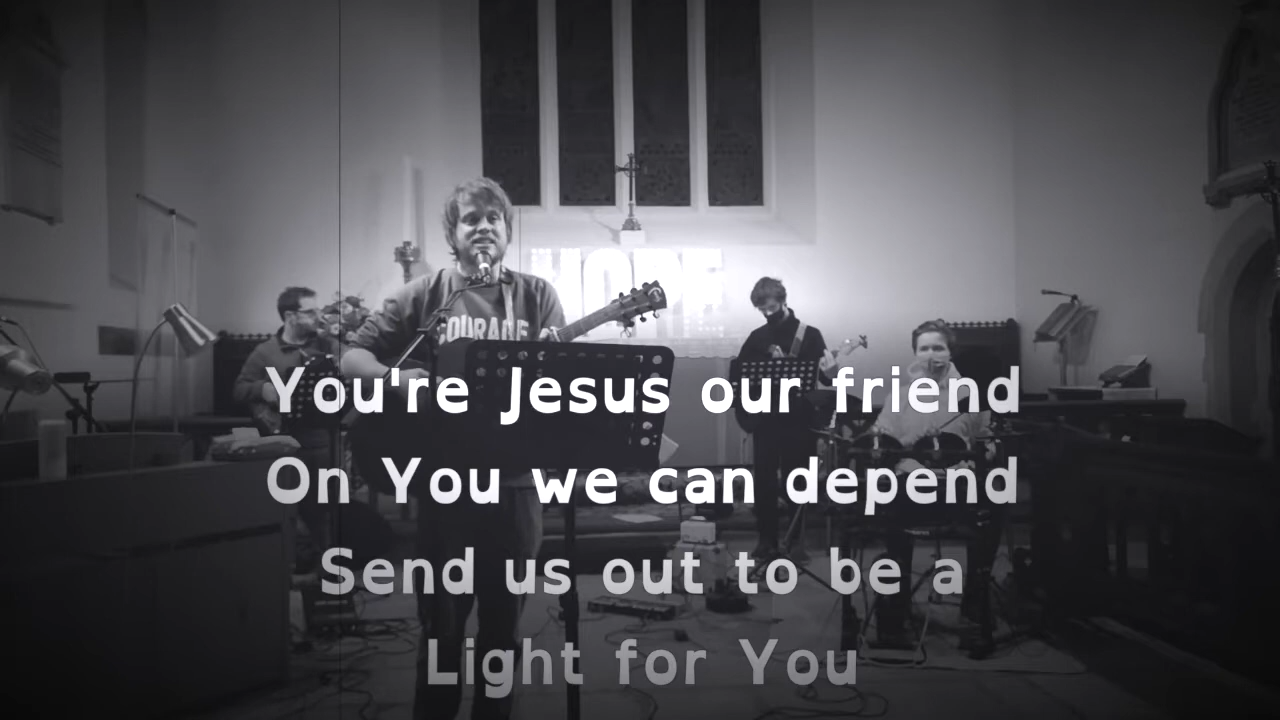 HOPE
COURAGE
You're Jesus our friend
On You we can depend
Send us out to be a
Light for You